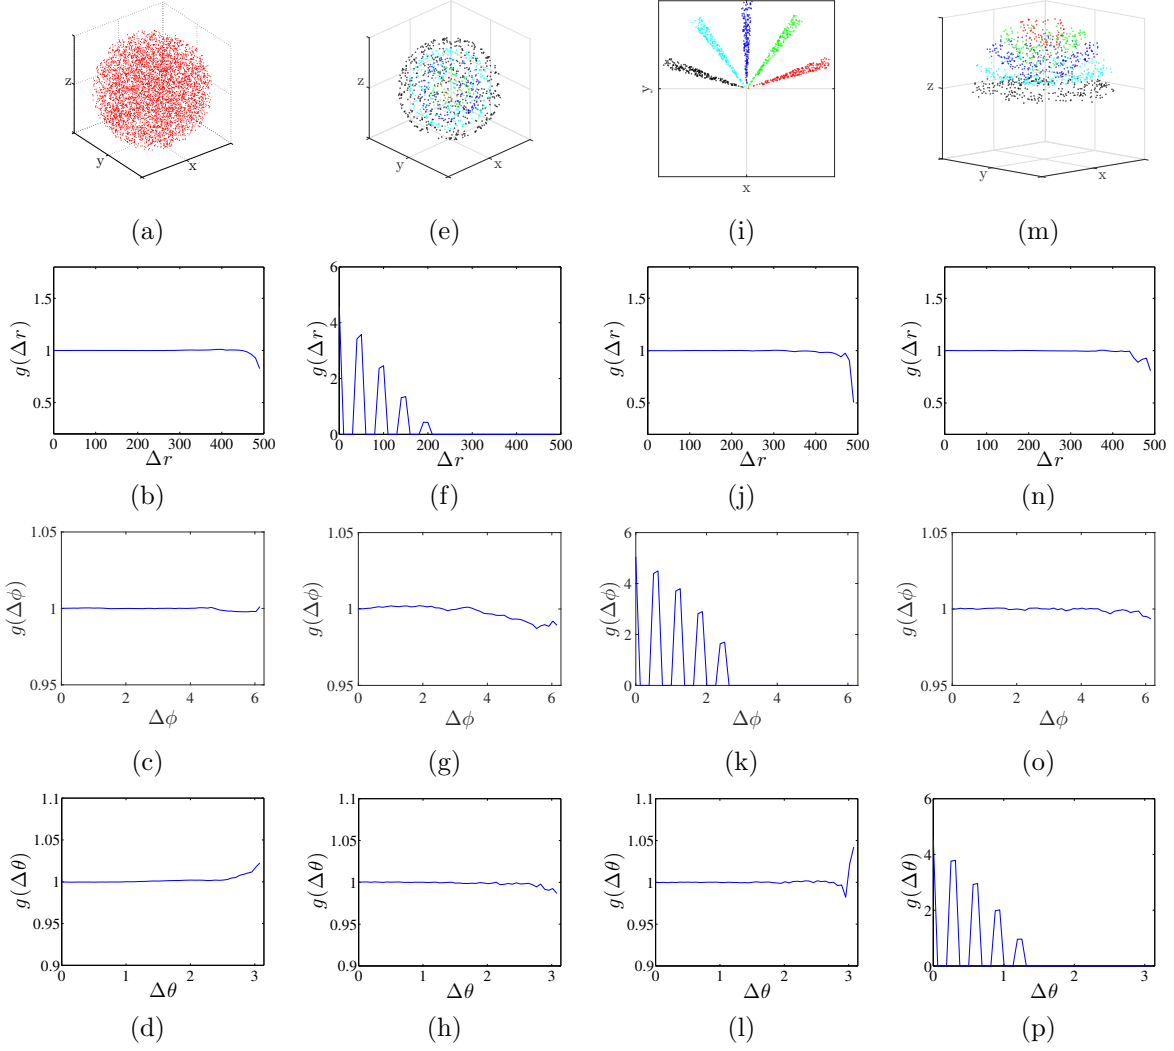 z y x
z y x
y x
z y x
(a) (e) (i) (m)
g(Δr) 1.5 1 0.5 0 100 200 300 400 500 Δr
g(Δr) 6 4 2 0 0 100 200 300 400 500 Δr
g(Δr) 1.5 1 0.5 0 100 200 300 400 500 Δr
g(Δr) 1.5 1 0.5 0 100 200 300 400 500 Δr
(b) (f) (j) (n)
g(Δϕ) 1.05 1 0.95 0 2 4 6 Δϕ
g(Δϕ) 1.05 1 0.95 0 2 4 6 Δϕ
g(Δϕ) 6 4 2 0 0 2 4 6 Δϕ
g(Δϕ) 1.05 1 0.95 0 2 4 6 Δϕ
(c) (g) (k) (o)
g(Δθ) 1.1 1.05 1 0.95 0.9 0 1 2 3 Δθ
g(Δθ) 1.1 1.05 1 0.95 0.9 0 1 2 3 Δθ
g(Δθ) 1.1 1.05 1 0.95 0.9 0 1 2 3 Δθ
g(Δθ) 6 4 2 0 0 1 2 3 Δθ
(d) (h) (l) (p)